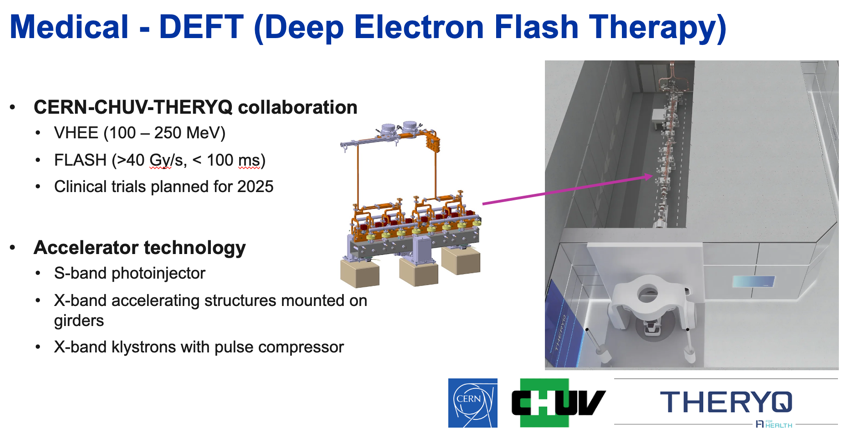 Medical - DEFT (Deep Electron Flash Therapy)
• CERN-CHUV-THERYQ collaboration
• VHEE (100 – 250 MeV)
• FLASH (>40 Gy/s, < 100 ms)
• Clinical trials planned for 2025
• Accelerator technology
• S-band photoinjector
• X-band accelerating structures mounted on
girders
• X-band klystrons with pulse compressor
THERYQ
CERN
CHUV
THERYQ
HEALTH